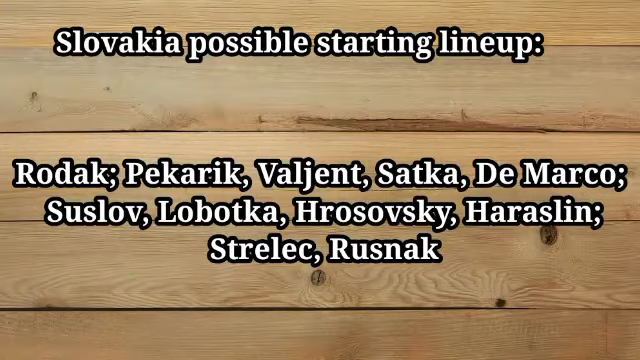 Slovakia possible starting lineup:
Rodak; Pekarik, Valjent, Satka, De Marco;
Suslov, Lobotka, Hrosovsky, Haraslin;
Strelec, Rusnak